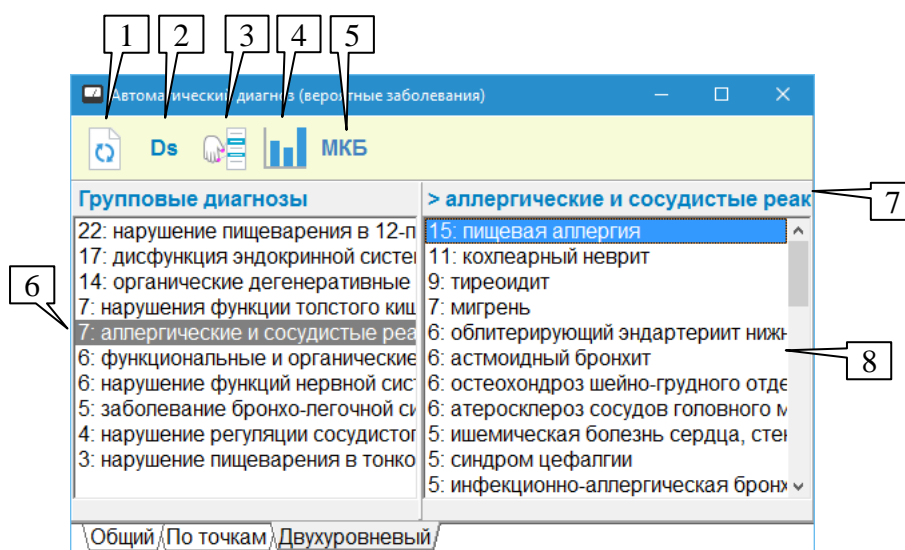 1 2 3 4 5
Автоматический диагноз (вероятные заболевания)
Ds МКБ
7
Групповые диагнозы
22: нарушение пищеварения в 12-п
17: дисфункция эндокринной систе
14: органические дегенеративные
7: нарушения функции толстого киш
7: аллергические и сосудистые реа
6: функциональные и органические
6: нарушение функций нервной сис
5: заболевание бронхо-легочной си
4: нарушение регуляции сосудистог
3: нарушение пищеварения в тонко
6
> аллергические и сосудистые реак
15: пищевая аллергия
11: кохлеарный неврит
9: тиреоидит
7: мигрень
6: облитерирующий эндартериит нижн
6: астмоидный бронхит
6: остеохондроз шейно-грудного отде
6: атеросклероз сосудов головного м
5: ишемическая болезнь сердца, стен
5: синдром цефалгии
5: инфекционно-аллергическая бронх
8
Общий По точкам Двухуровневый